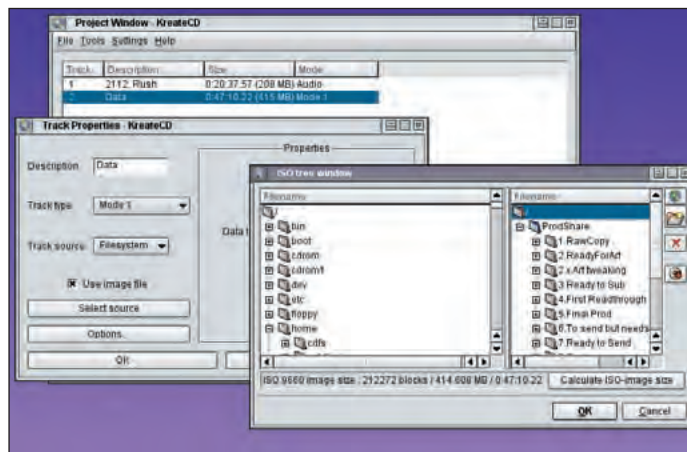 Project Window - KreateCD
File Tools Settings Help
Track Description Size Mode
1 2112, Rush 0:20:37.57 (208 MB) Audio
2 Data 0:47:10.22 (415 MB) Mode 1
Track Properties - KreateCD
Description Data
Track type Mode 1
Track source Filesystem
Use image file
Select source
Options
OK
Properties
Data t
ISO tree window
Filename
/
bin
boot
cdrom
cdrom1
dev
etc
floppy
home
cdfs
Filename
ProdShare
1.RawCopy
2.ReadyForArt
2.xArt tweaking
3.Ready to Sub
4.First Readthrough
5.Final Prod
6.To send but needs
7.Ready to Send
ISO 9660 image size : 212272 blocks / 414.608 MB / 0:47:10.22
Calculate ISO-image size
OK Cancel